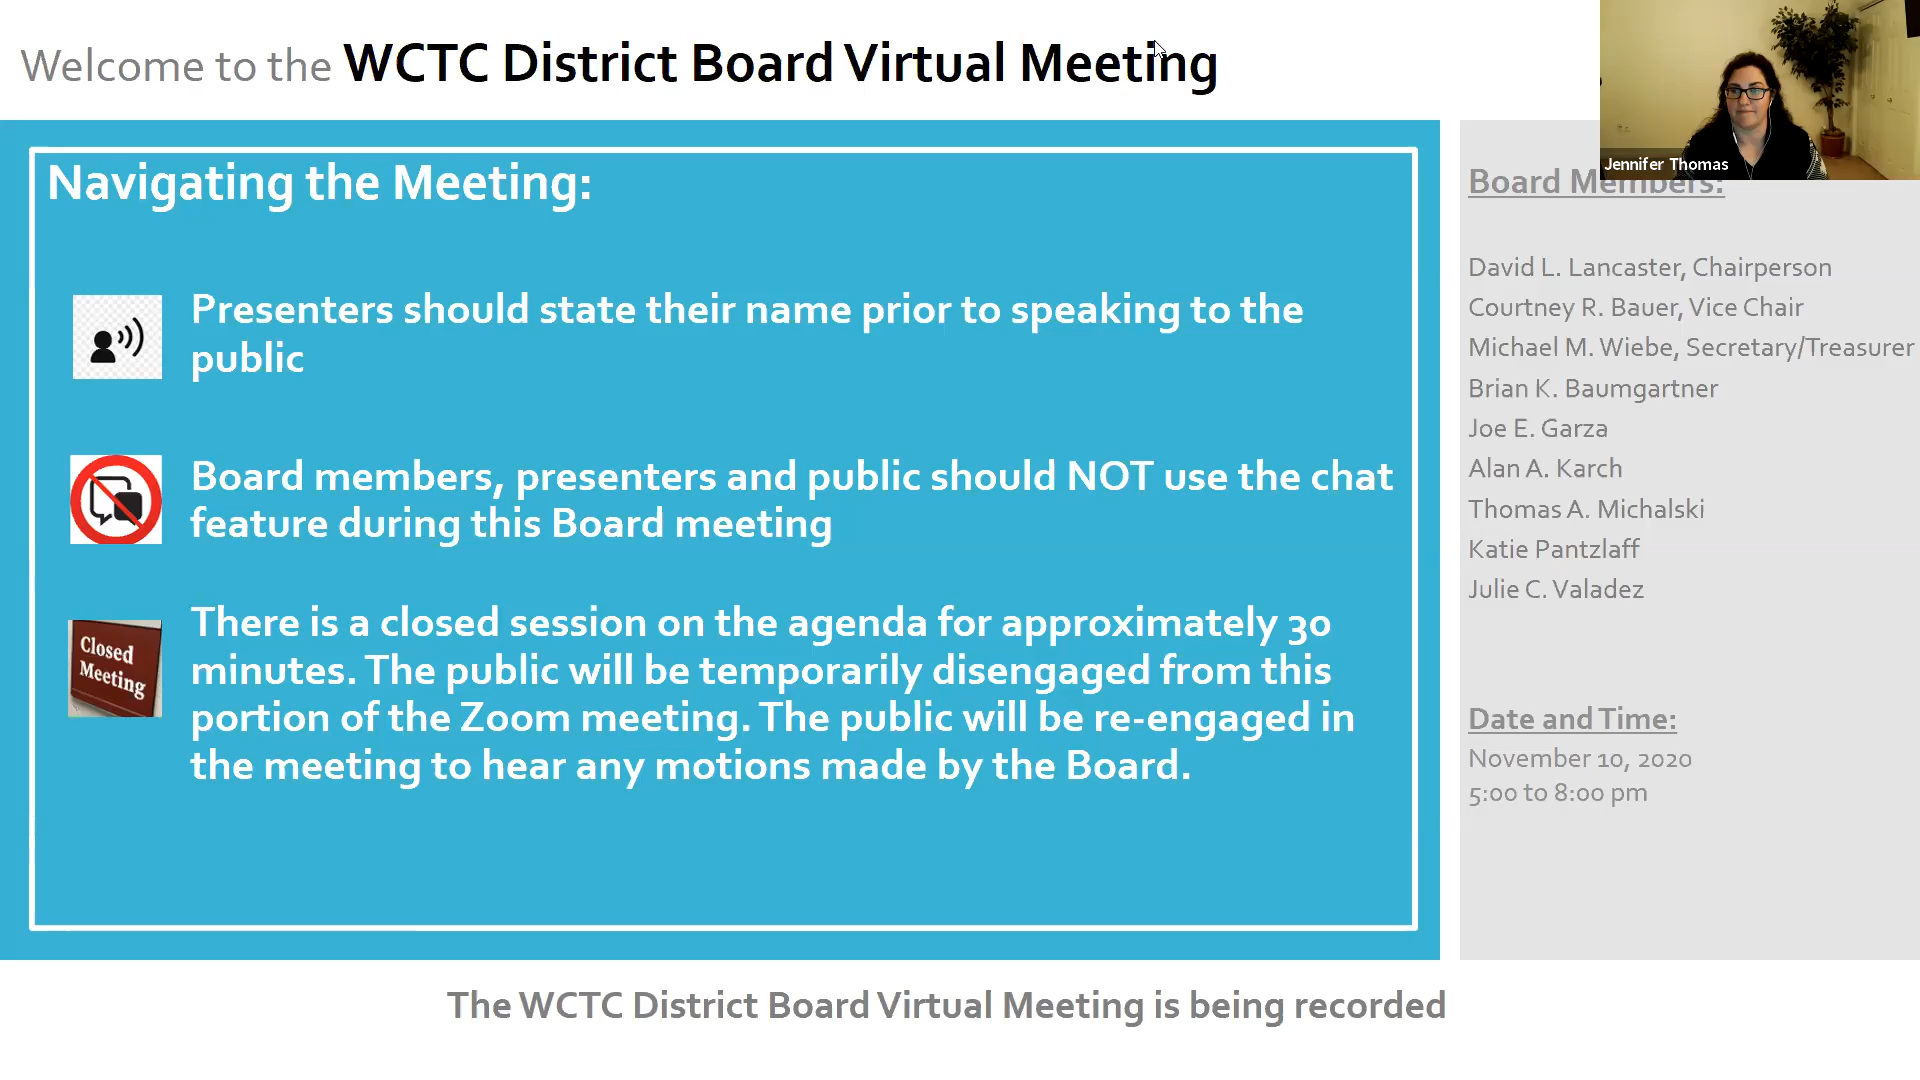 Welcome to the WCTC District Board Virtual Meeting
Jennifer Thomas
Navigating the Meeting:
Presenters should state their name prior to speaking to the
public
Board members, presenters and public should NOT use the chat
feature during this Board meeting
Closed
Meeting
There is a closed session on the agenda for approximately 30
minutes. The public will be temporarily disengaged from this
portion of the Zoom meeting. The public will be re-engaged in
the meeting to hear any motions made by the Board.
Board Members:
David L. Lancaster, Chairperson
Courtney R. Bauer, Vice Chair
Michael M. Wiebe, Secretary/Treasurer
Brian K. Baumgartner
Joe E. Garza
Alan A. Karch
Thomas A. Michalski
Katie Pantzlaff
Julie C. Valadez
Date and Time:
November 10, 2020
5:00 to 8:00 pm
The WCTC District Board Virtual Meeting is being recorded